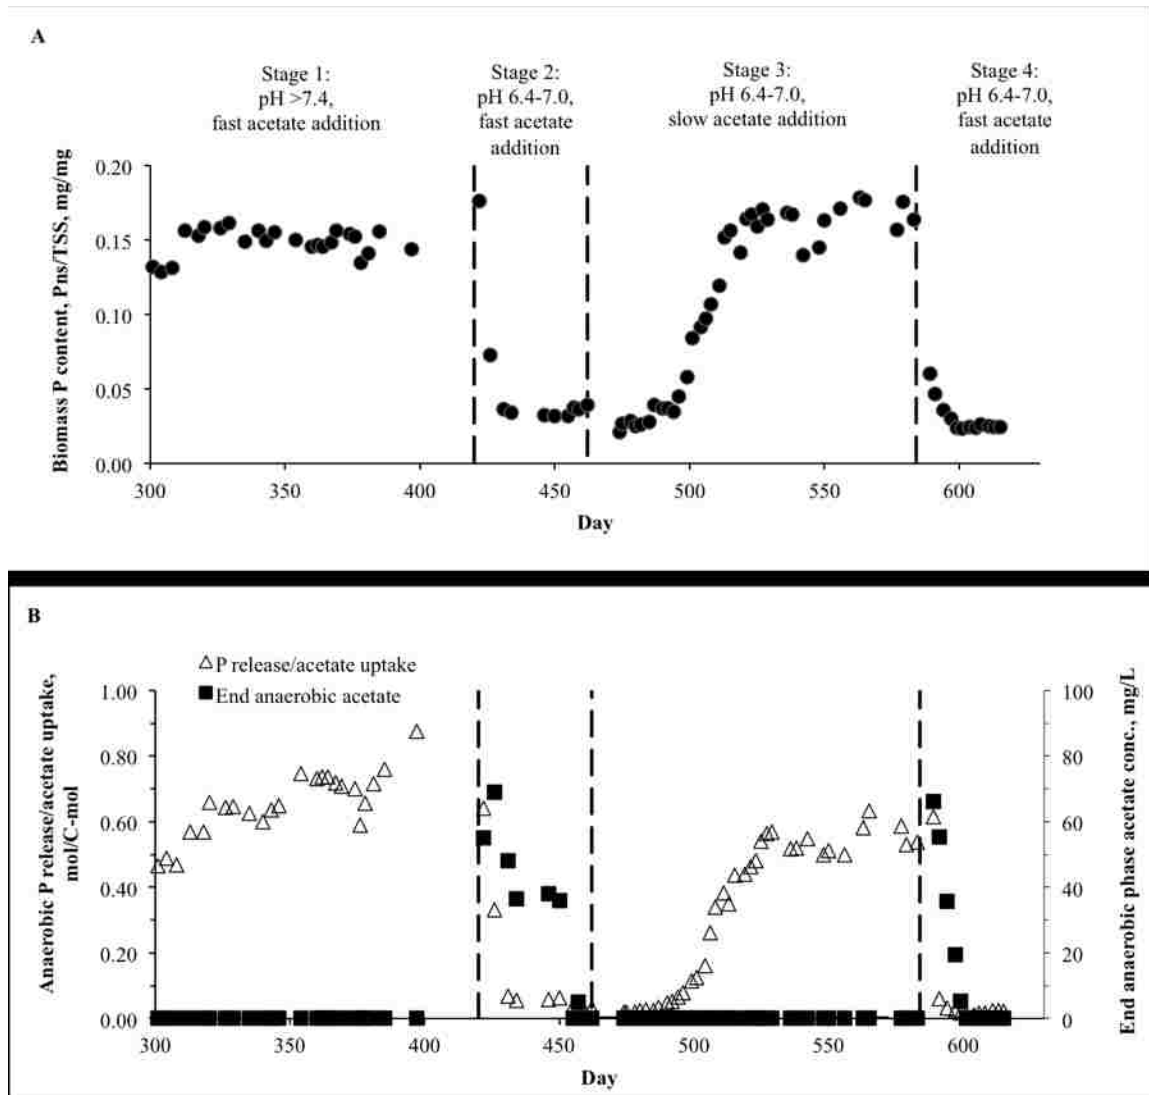 A
Stage 1:
pH >7.4,
fast acetate addition
Stage 2:
pH 6.4-7.0,
fast acetate
addition
Stage 3:
pH 6.4-7.0,
slow acetate addition
Stage 4:
pH 6.4-7.0,
fast acetate
addition
Biomass P content, Pns/TSS, mg/mg
0.20
0.15
0.10
0.05
0.00
300 350 400 450 500 550 600
Day
B
P release/acetate uptake
End anaerobic acetate
Anaerobic P release/acetate uptake,
mol/C-mol
1.00
0.80
0.60
0.40
0.20
0.00
100
80
60
40
20
0
End anaerobic phase acetate conc., mg/L
300 350 400 450 500 550 600
Day